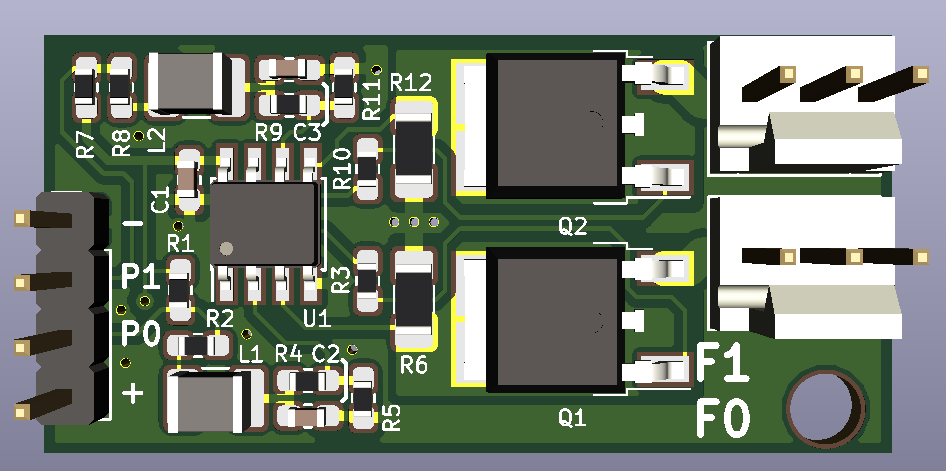 R12
R7
R8
L2
R9 C3
R11
R10
C1
Q2
-
R1
P1
R3
R2
U1
P0
L1 R4 C2
R6
F1
+
R5
Q1
F0